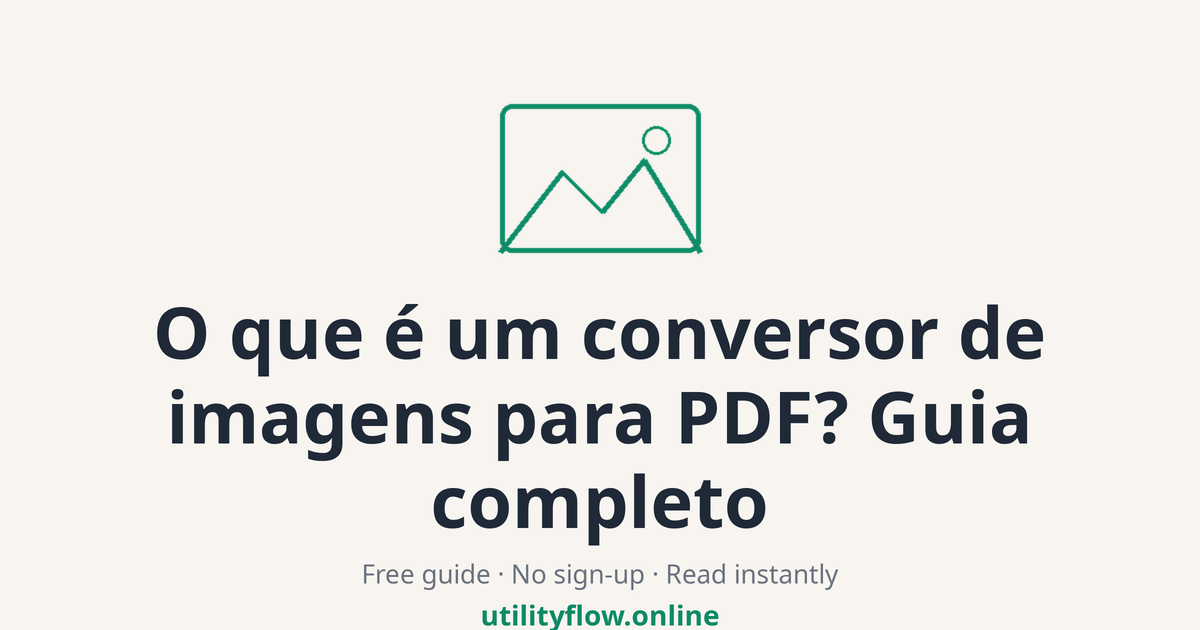 O que é um conversor de
imagens para PDF? Guia
completo
Free guide · No sign-up · Read instantly
utilityflow.online